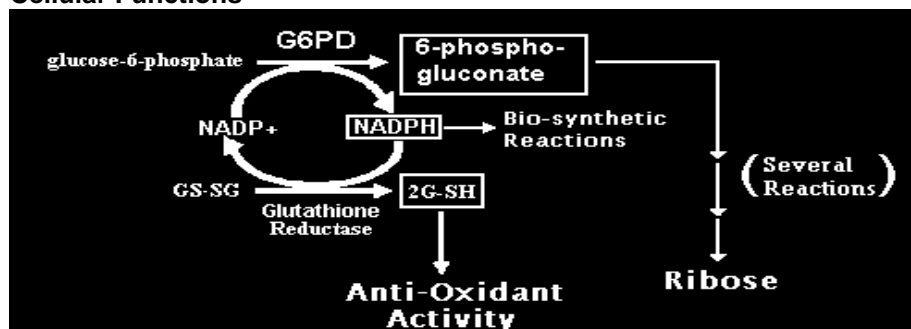 Cellular Functions
G6PD
glucose-6-phosphate
6-phospho-
gluconate
NADP+
NADPH
Bio-synthetic
Reactions
(Several
Reactions)
GS-SG
2G-SH
Glutathione
Reductase
Ribose
Anti-Oxidant
Activity